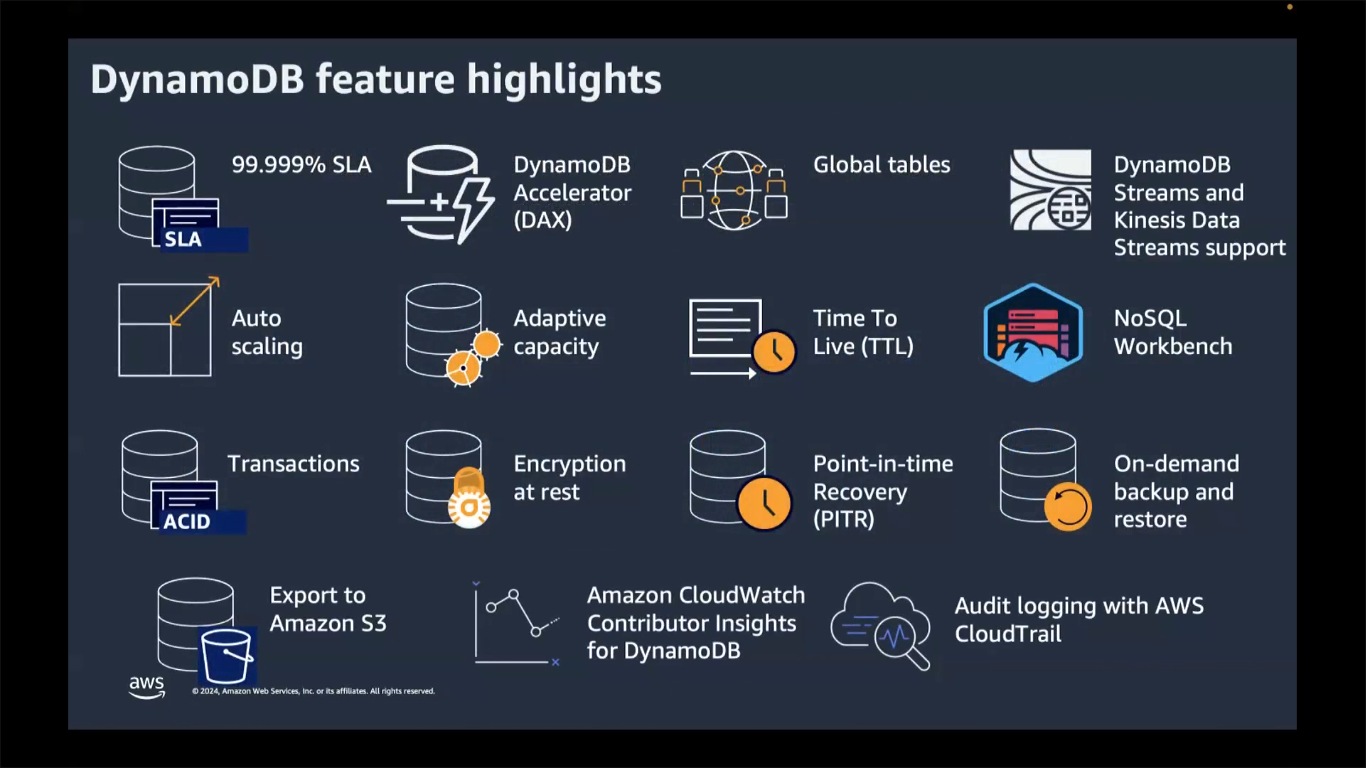 DynamoDB feature highlights
99.999% SLA
SLA
DynamoDB
Accelerator
(DAX)
Global tables
DynamoDB
Streams and
Kinesis Data
Streams support
Auto
scaling
Adaptive
capacity
Time To
Live (TTL)
NoSQL
Workbench
Transactions
ACID
Encryption
at rest
Point-in-time
Recovery
(PITR)
On-demand
backup and
restore
Export to
Amazon S3
Amazon CloudWatch
Contributor Insights
for DynamoDB
Audit logging with AWS
CloudTrail
aws
© 2024, Amazon Web Services, Inc. or its affiliates. All rights reserved.